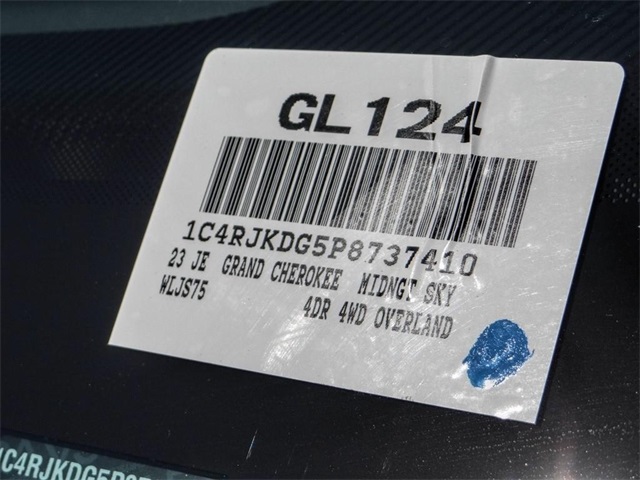 GL124
1C4RJKDG5P8737410
23 JE GRAND CHEROKEE MIDNGT SKY
WLJS75 4DR 4WD OVERLAND